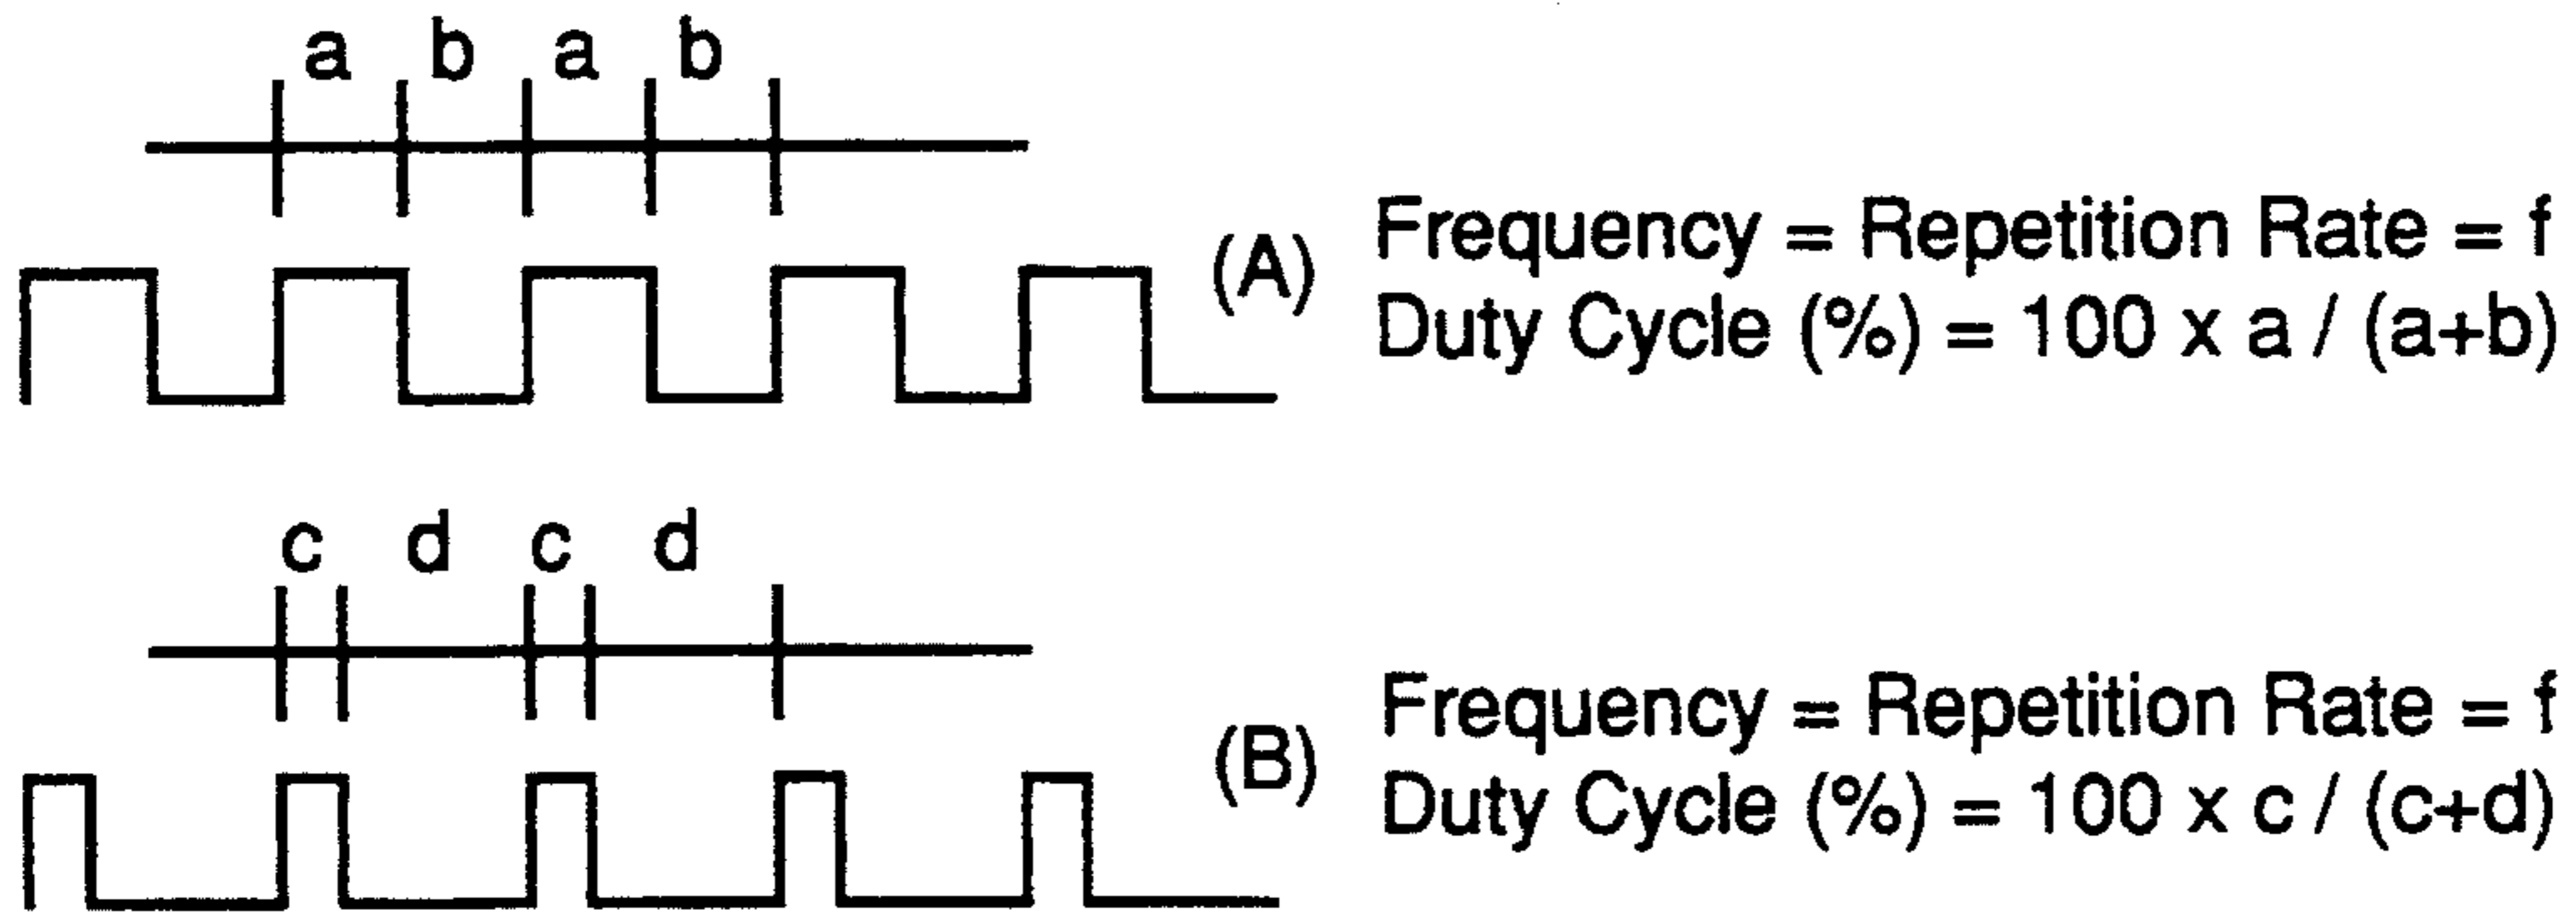 a b a b
(A) Frequency = Repetition Rate = f
Duty Cycle (%) = 100 x a / (a+b)
c d c d
(B) Frequency = Repetition Rate = f
Duty Cycle (%) = 100 x c / (c+d)